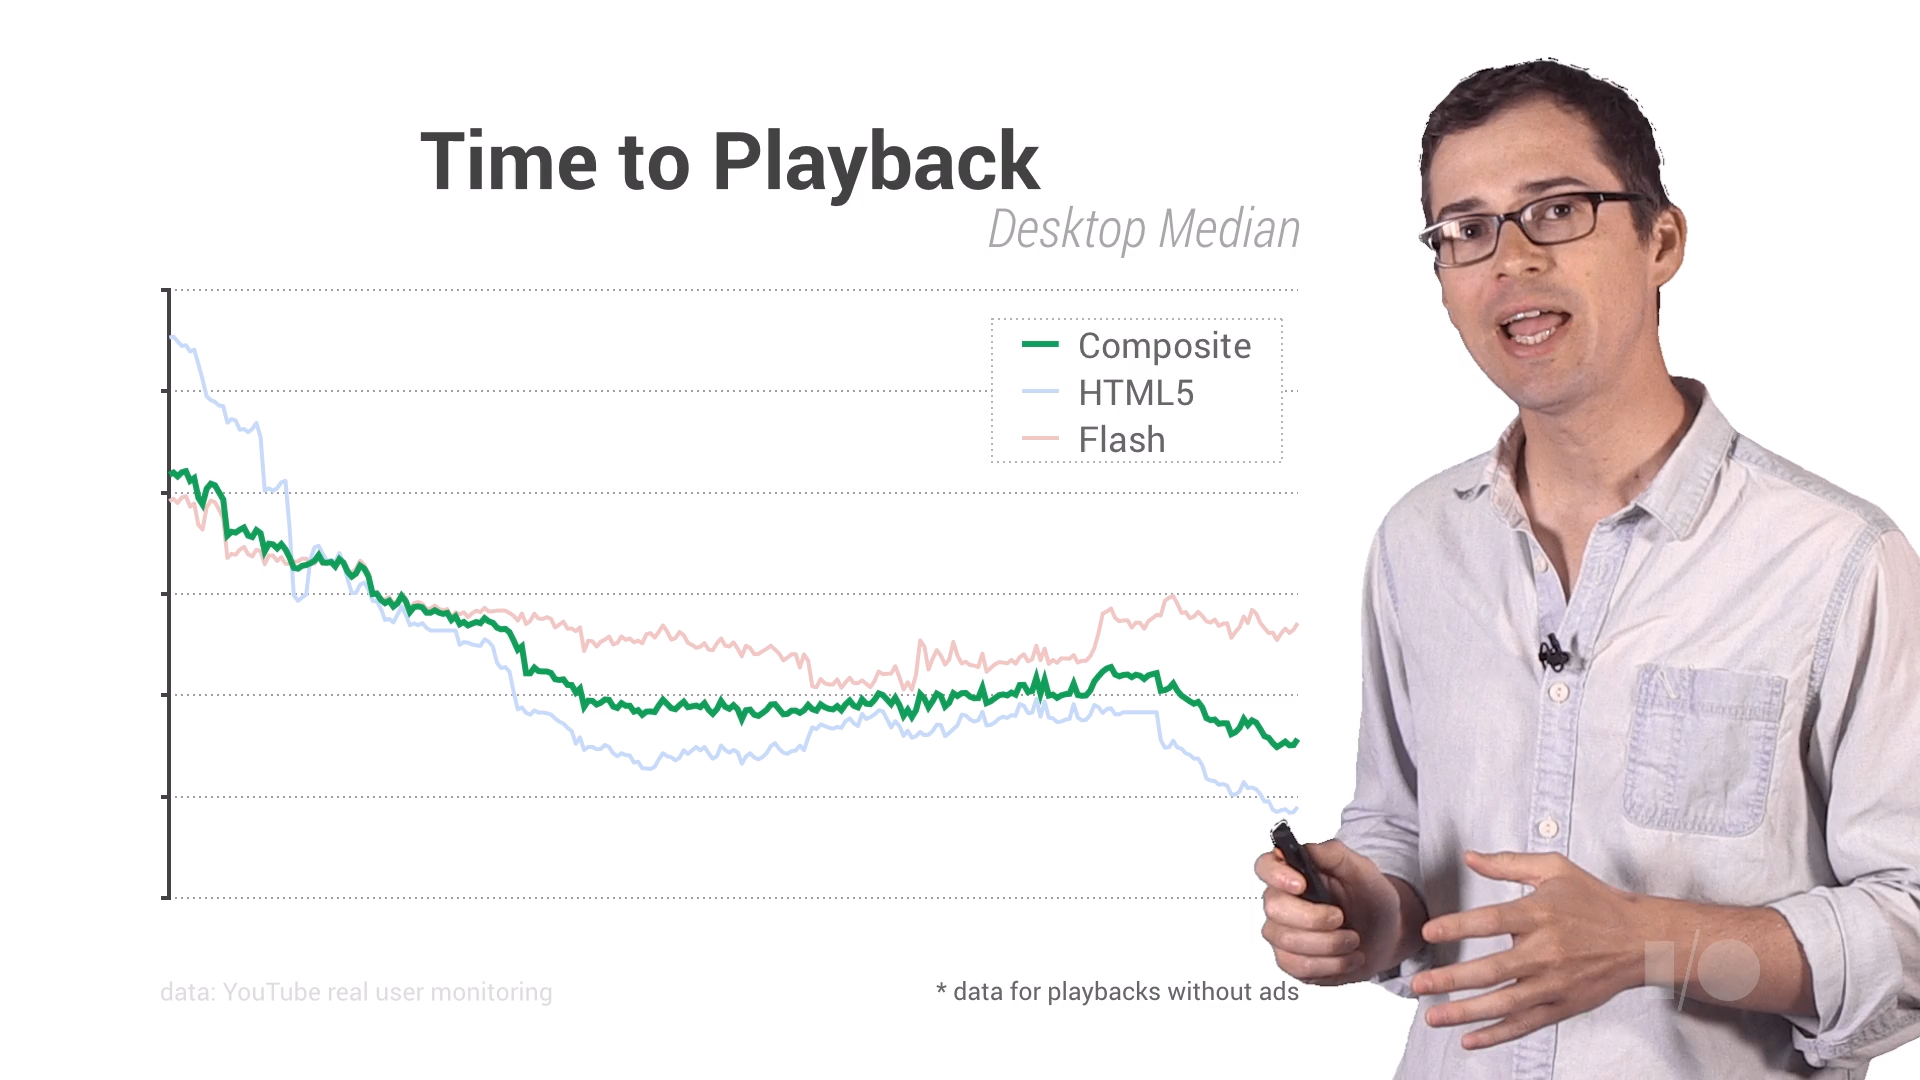 Time to Playback
Desktop Median
Composite
HTML5
Flash
data: YouTube real user monitoring
* data for playbacks without ads
I/O